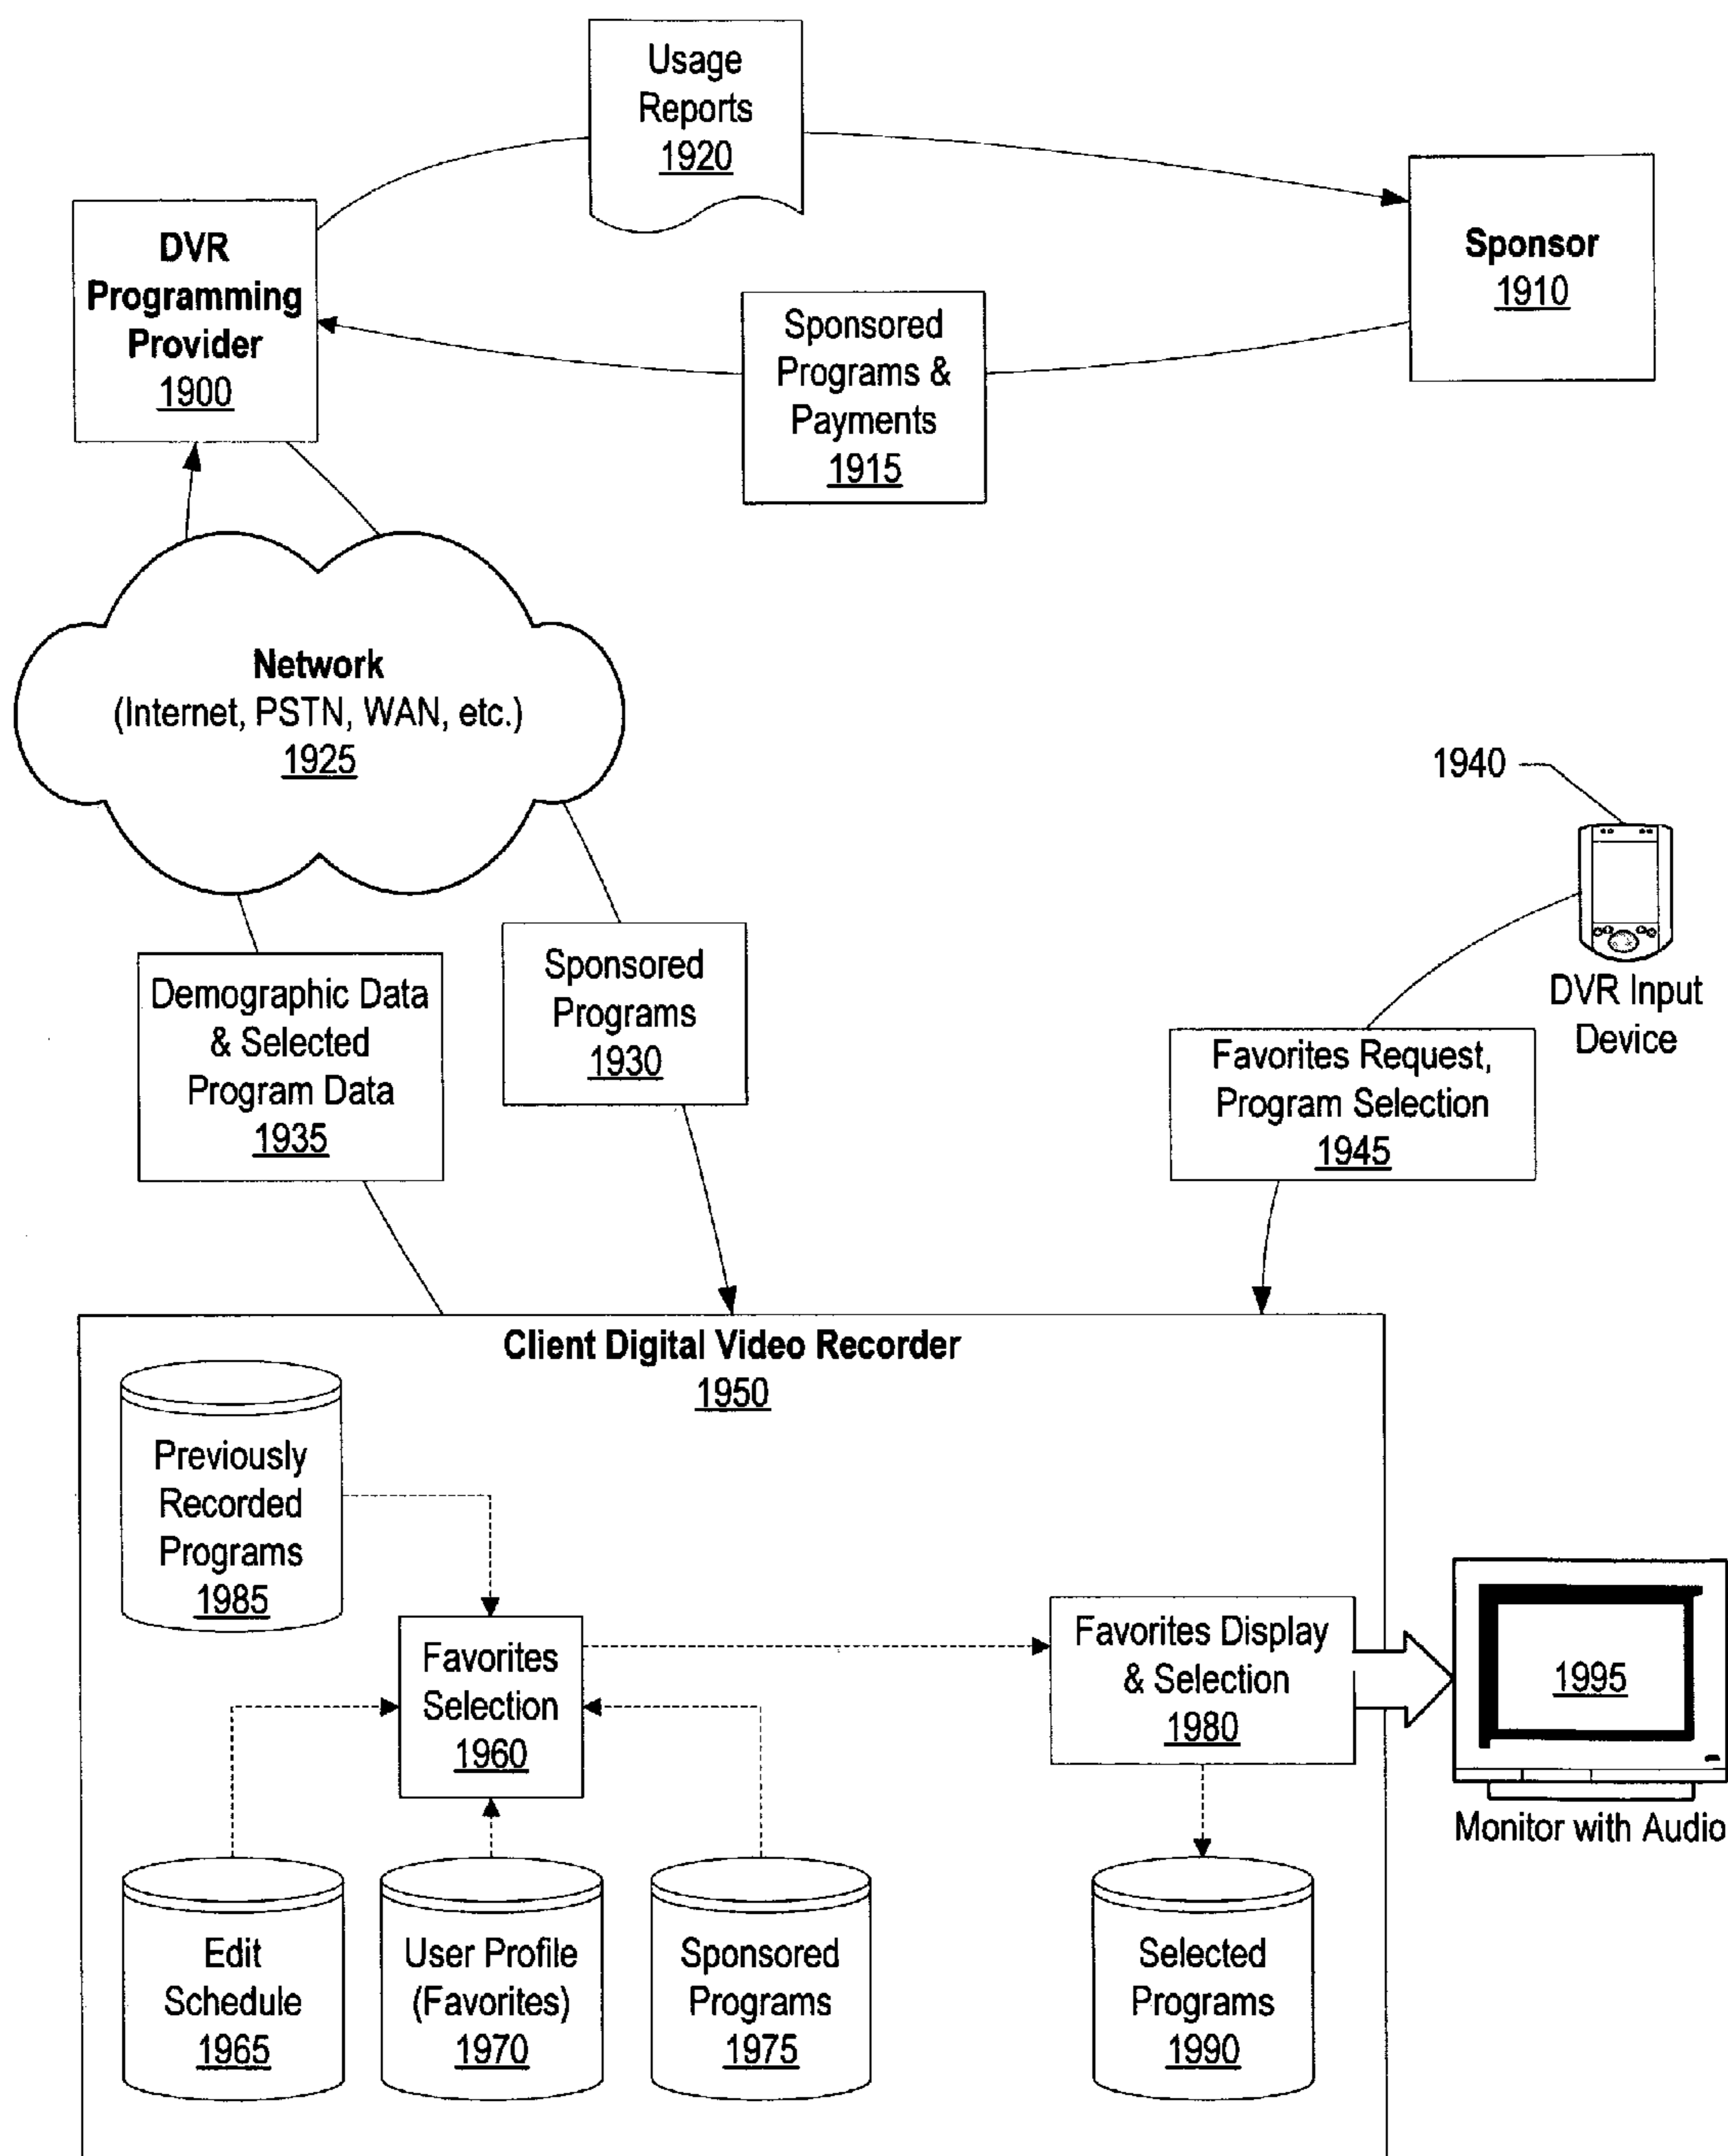 Usage
Reports
1920
DVR
Programming
Provider
1900
Sponsor
1910
Sponsored
Programs &
Payments
1915
Network
(Internet, PSTN, WAN, etc.)
1925
1940
DVR Input
Device
Demographic Data
& Selected
Program Data
1935
Sponsored
Programs
1930
Favorites Request,
Program Selection
1945
Client Digital Video Recorder
1950
Previously
Recorded
Programs
1985
Favorites
Selection
1960
Favorites Display
& Selection
1980
1995
Monitor with Audio
Edit
Schedule
1965
User Profile
(Favorites)
1970
Sponsored
Programs
1975
Selected
Programs
1990